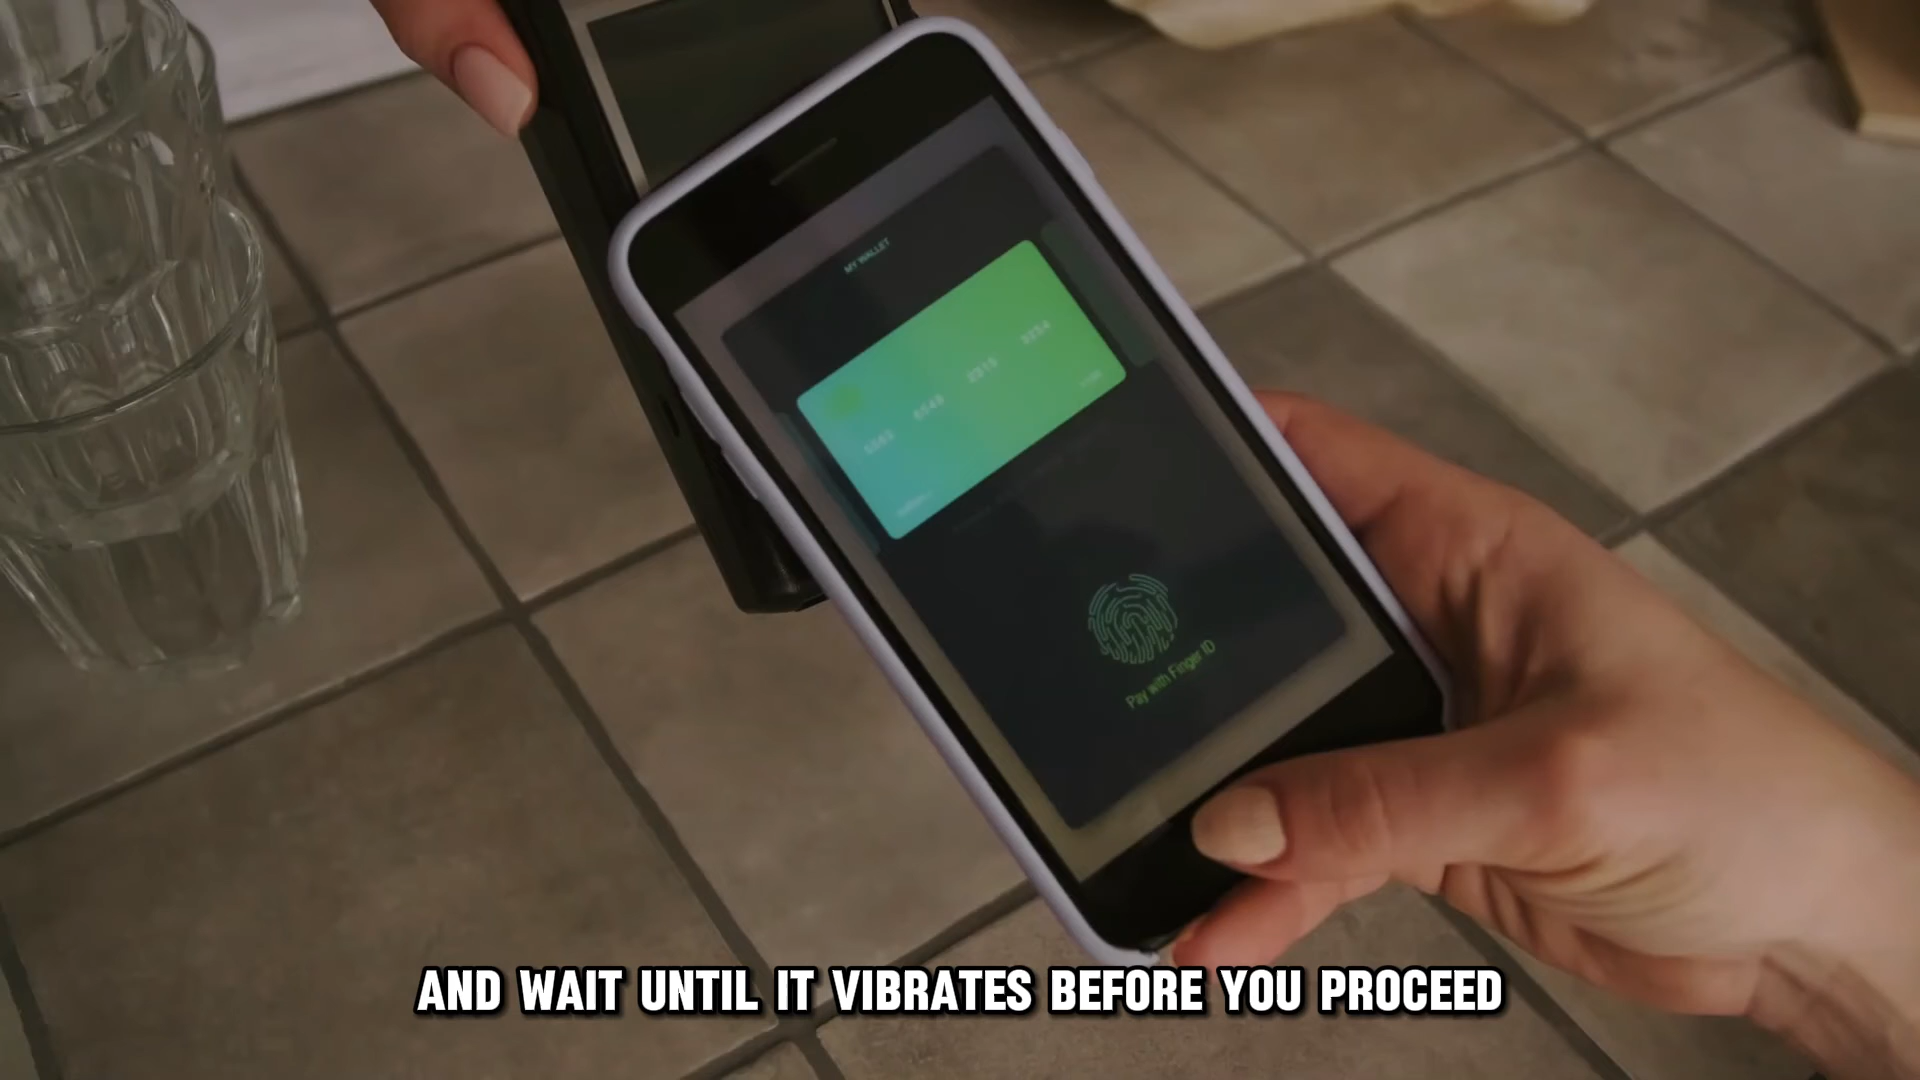 MY WALLET
Pay with Finger ID
AND WAIT UNTIL IT VIBRATES BEFORE YOU PROCEED